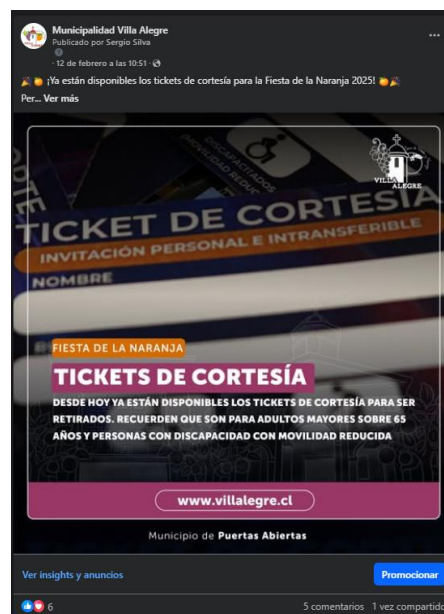 Municipalidad Villa Alegre
Publicado por Sergio Silva
· 12 de febrero a las 10:51 ·
🎉🍊 ¡Ya están disponibles los tickets de cortesía para la Fiesta de la Naranja 2025! 🍊🎉
Per... Ver más
DISCAPACITADOS
MOVILIDAD REDUC
VILLA ALEGRE
TICKET DE CORTESÍA
INVITACIÓN PERSONAL E INTRANSFERIBLE
NOMBRE
FIESTA DE LA NARANJA
TICKETS DE CORTESÍA
DESDE HOY YA ESTÁN DISPONIBLES LOS TICKETS DE CORTESÍA PARA SER
RETIRADOS. RECUERDEN QUE SON PARA ADULTOS MAYORES SOBRE 65
AÑOS Y PERSONAS CON DISCAPACIDAD CON MOVILIDAD REDUCIDA
www.villalegre.cl
Municipio de Puertas Abiertas
Ver insights y anuncios
Promocionar
6
5 comentarios 1 vez compartido